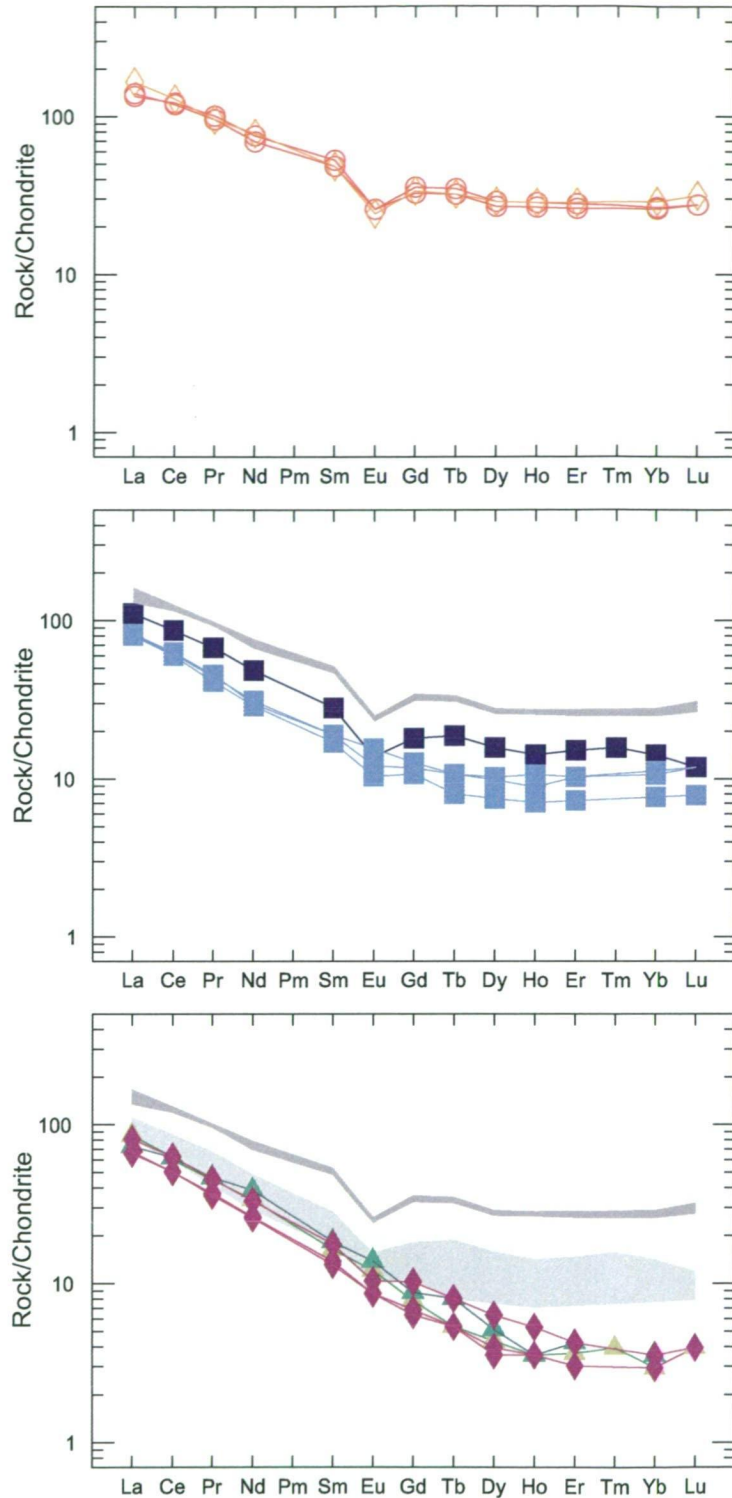 Rock/Chondrite
100
10
1
La Ce Pr Nd Pm Sm Eu Gd Tb Dy Ho Er Tm Yb Lu
Rock/Chondrite
100
10
1
La Ce Pr Nd Pm Sm Eu Gd Tb Dy Ho Er Tm Yb Lu
Rock/Chondrite
100
10
1
La Ce Pr Nd Pm Sm Eu Gd Tb Dy Ho Er Tm Yb Lu